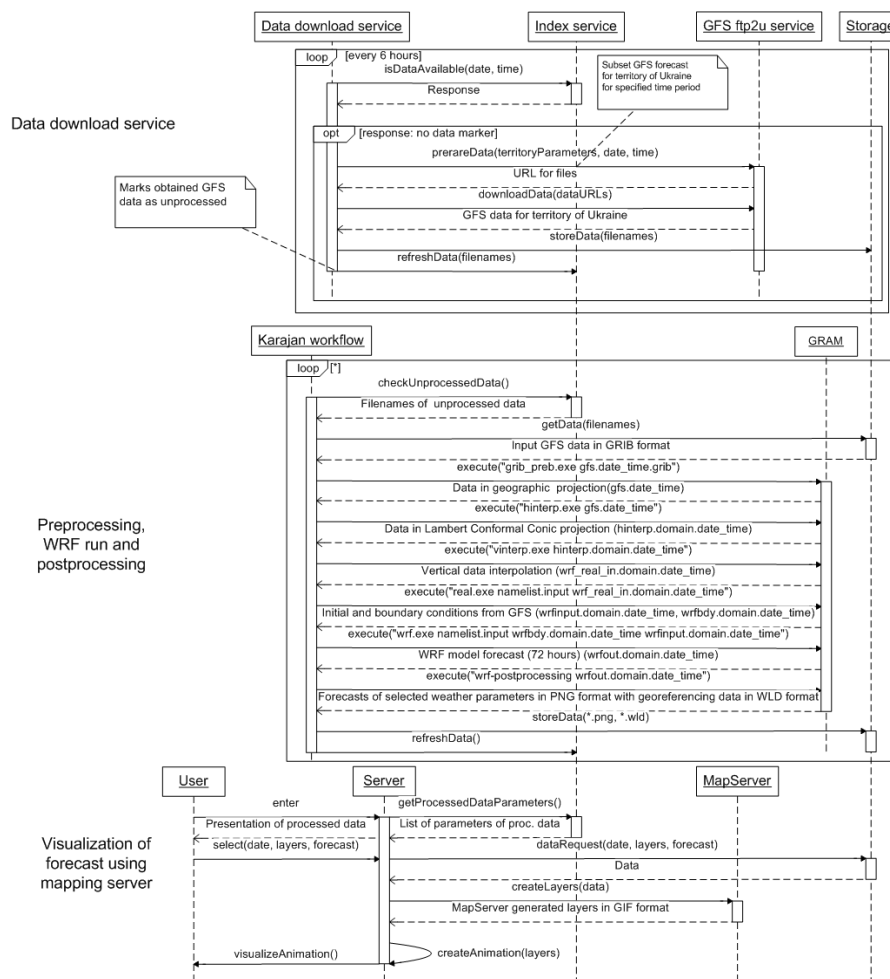 Data download service
Index service
GFS ftp2u service
Storage
loop
[every 6 hours]
isDataAvailable(date, time)
Response
Subset GFS forecast
for territory of Ukraine
for specified time period
Data download service
opt
[response: no data marker]
prerareData(territoryParameters, date, time)
URL for files
Marks obtained GFS
data as unprocessed
downloadData(dataURLs)
GFS data for territory of Ukraine
storeData(filenames)
refreshData(filenames)
Karajan workflow
GRAM
loop
[*]
checkUnprocessedData()
Filenames of unprocessed data
getData(filenames)
Input GFS data in GRIB format
execute("grib_preb.exe gfs.date_time.grib")
Data in geographic projection(gfs.date_time)
execute("hinterp.exe gfs.date_time")
Data in Lambert Conformal Conic projection (hinterp.domain.date_time)
execute("vinterp.exe hinterp.domain.date_time")
Preprocessing,
WRF run and
postprocessing
Vertical data interpolation (wrf_real_in.domain.date_time)
execute("real.exe namelist.input wrf_real_in.domain.date_time")
Initial and boundary conditions from GFS (wrfinput.domain.date_time, wrfbdy.domain.date_time)
execute("wrf.exe namelist.input wrfbdy.domain.date_time wrfinput.domain.date_time")
WRF model forecast (72 hours) (wrfout.domain.date_time)
execute("wrf-postprocessing wrfout.domain.date_time")
Forecasts of selected weather parameters in PNG format with georeferencing data in WLD format
storeData(*.png, *.wld)
refreshData()
User
Server
MapServer
enter
getProcessedDataParameters()
Presentation of processed data
List of parameters of proc. data
select(date, layers, forecast)
dataRequest(date, layers, forecast)
Visualization of
forecast using
mapping server
Data
createLayers(data)
MapServer generated layers in GIF format
visualizeAnimation()
createAnimation(layers)